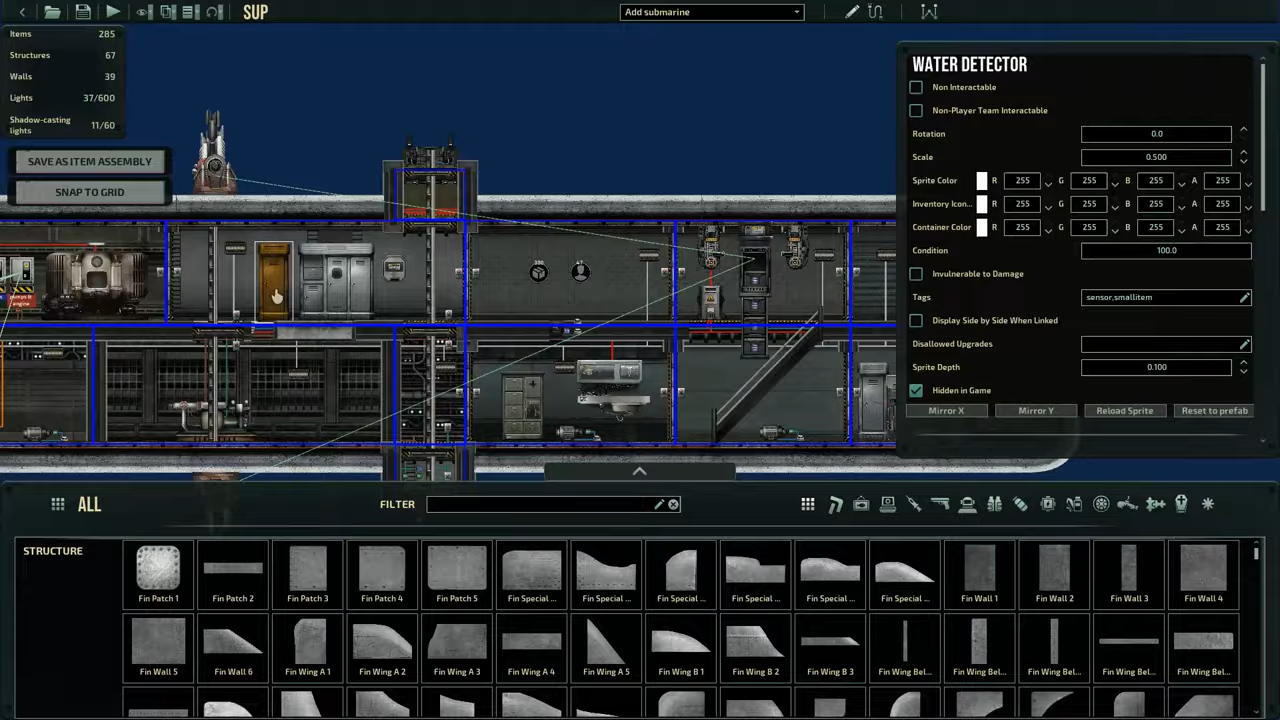 SUP
Add submarine
Items 285
Structures 67
Walls 39
Lights 37/600
Shadow-casting
lights 11/60
SAVE AS ITEM ASSEMBLY
SNAP TO GRID
WATER DETECTOR
Non Interactable
Non-Player Team Interactable
Rotation 0.0
Scale 0.500
Sprite Color R 255 G 255 B 255 A 255
Inventory Icon... R 255 G 255 B 255 A 255
Container Color R 255 G 255 B 255 A 255
Condition 100.0
Invulnerable to Damage
Tags sensor,smallitem
Display Side by Side When Linked
Disallowed Upgrades
Sprite Depth 0.100
Hidden in Game
Mirror X Mirror Y Reload Sprite Reset to prefab
ALL
FILTER
STRUCTURE
Fin Patch 1 Fin Patch 2 Fin Patch 3 Fin Patch 4 Fin Patch 5 Fin Special ... Fin Special ... Fin Special ... Fin Special ... Fin Special ... Fin Special ... Fin Wall 1 Fin Wall 2 Fin Wall 3 Fin Wall 4
Fin Wall 5 Fin Wall 6 Fin Wing A 1 Fin Wing A 2 Fin Wing A 3 Fin Wing A 4 Fin Wing A 5 Fin Wing B 1 Fin Wing B 2 Fin Wing B 3 Fin Wing Bel... Fin Wing Bel... Fin Wing Bel... Fin Wing Bel... Fin Wing Bel...